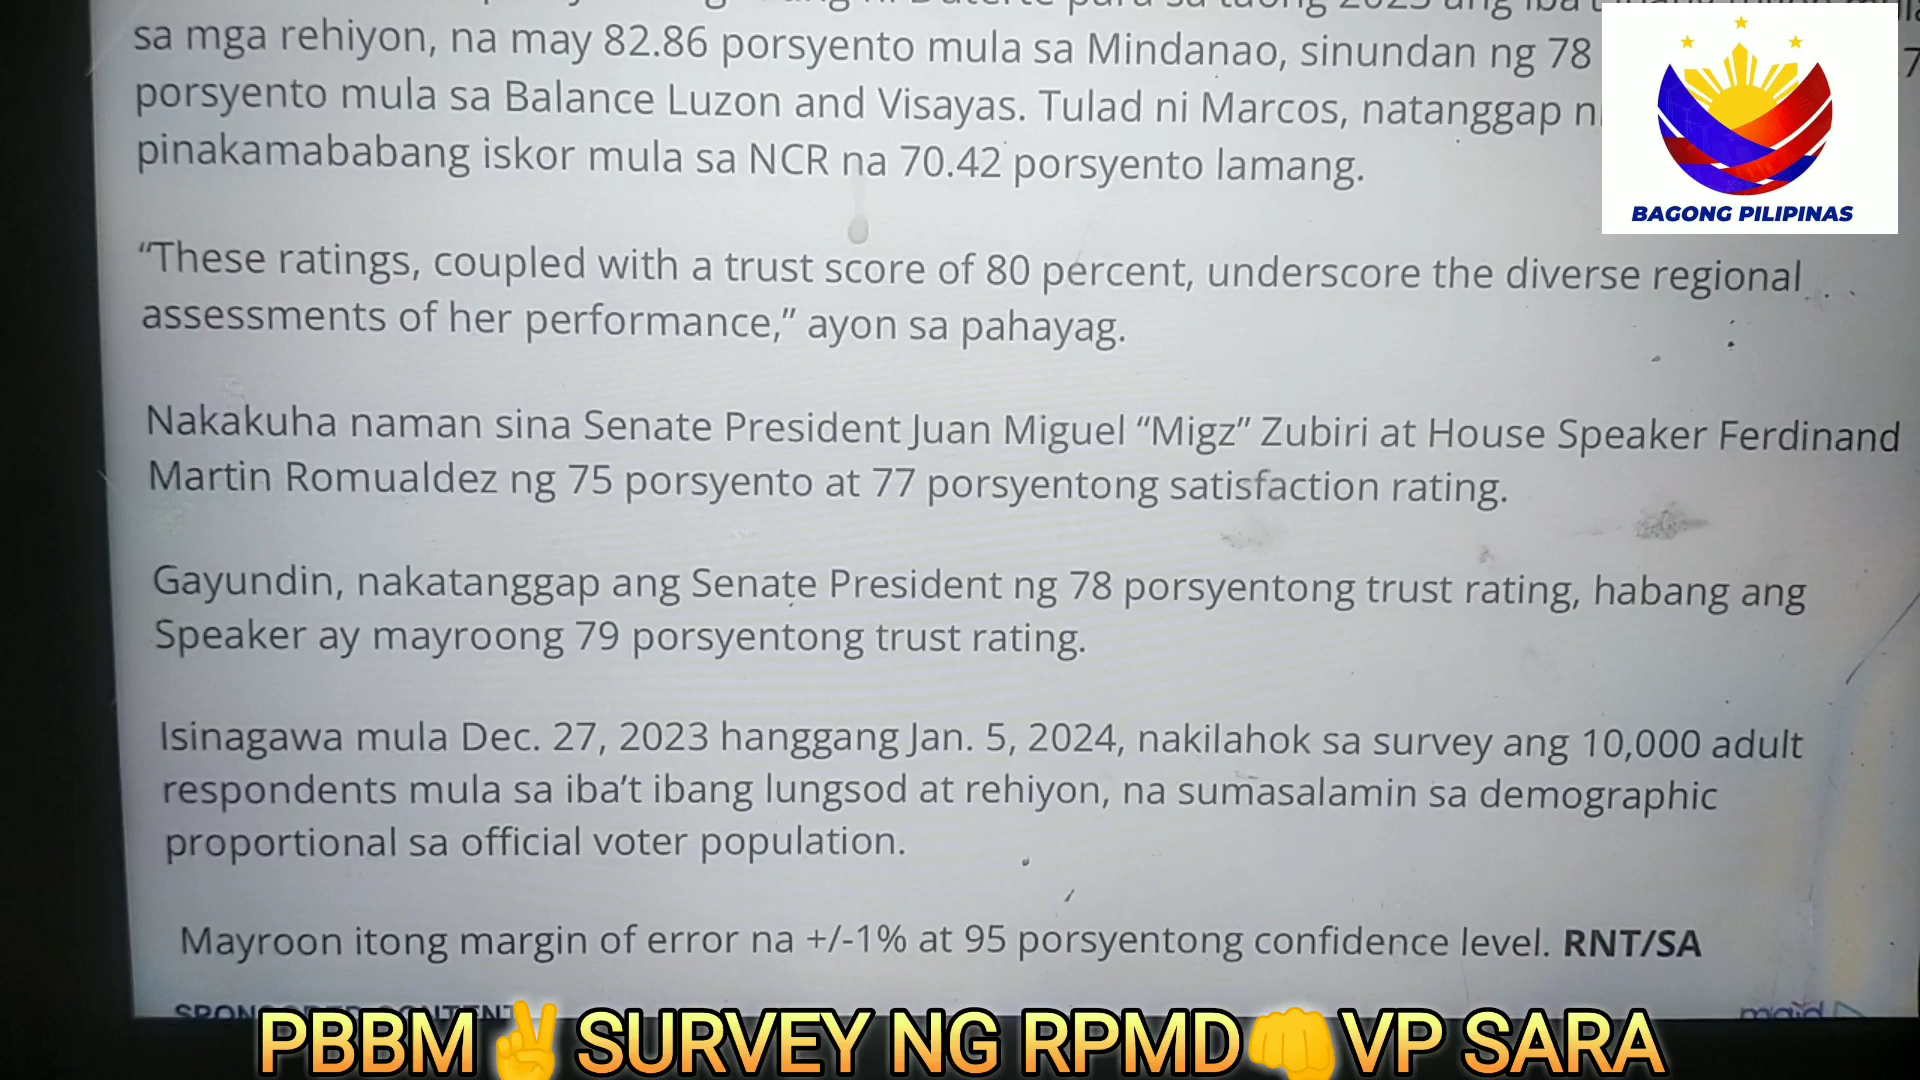 2023 ang iba't ibang
sa mga rehiyon, na may 82.86 porsyento mula sa Mindanao, sinundan ng 78
porsyento mula sa Balance Luzon and Visayas. Tulad ni Marcos, natanggap
pinakamababang iskor mula sa NCR na 70.42 porsyento lamang.
BAGONG PILIPINAS
“These ratings, coupled with a trust score of 80 percent, underscore the diverse regional
assessments of her performance,” ayon sa pahayag.
Nakakuha naman sina Senate President Juan Miguel “Migz” Zubiri at House Speaker Ferdinand
Martin Romualdez ng 75 porsyento at 77 porsyentong satisfaction rating.
Gayundin, nakatanggap ang Senate President ng 78 porsyentong trust rating, habang ang
Speaker ay mayroong 79 porsyentong trust rating.
Isinagawa mula Dec. 27, 2023 hanggang Jan. 5, 2024, nakilahok sa survey ang 10,000 adult
respondents mula sa iba’t ibang lungsod at rehiyon, na sumasalamin sa demographic
proportional sa official voter population.
Mayroon itong margin of error na +/-1% at 95 porsyentong confidence level. RNT/SA
SPONSORED CONTENT
PBBM✌SURVEY NG RPMD👊VP SARA